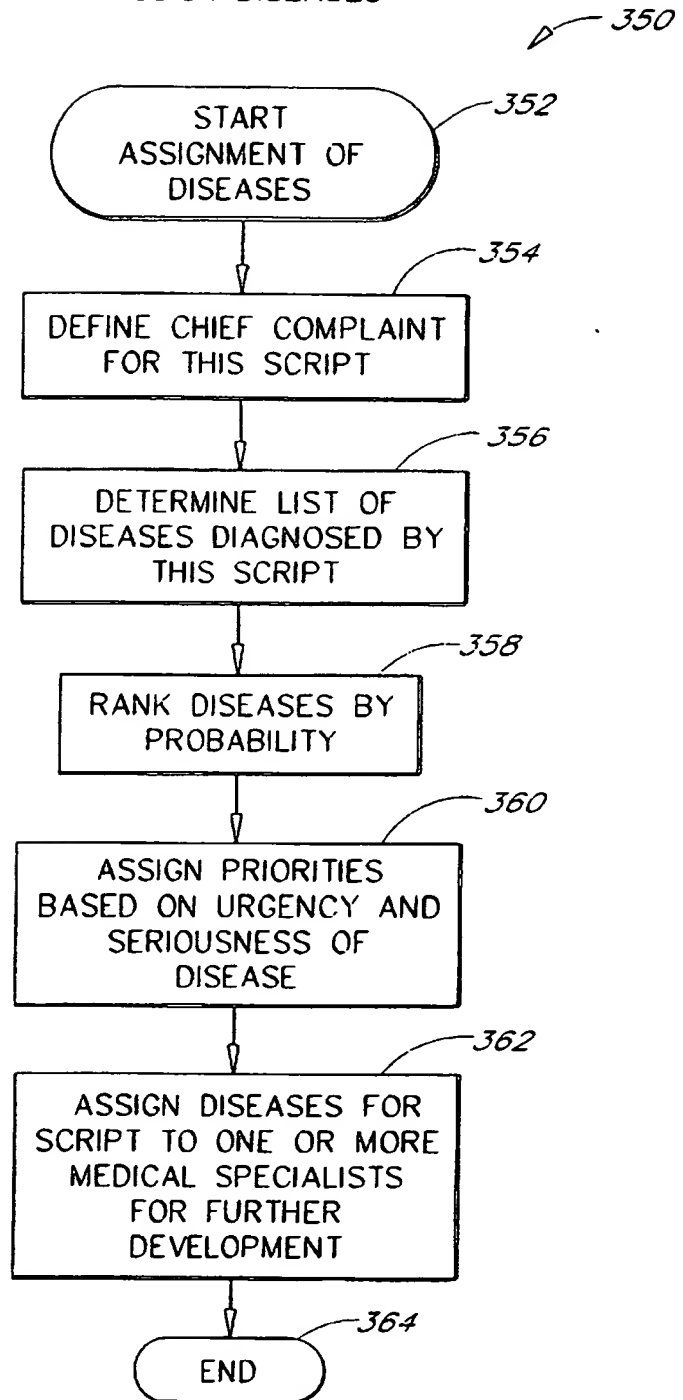 350
START
ASSIGNMENT OF
DISEASES
352
354
DEFINE CHIEF COMPLAINT
FOR THIS SCRIPT
356
DETERMINE LIST OF
DISEASES DIAGNOSED BY
THIS SCRIPT
358
RANK DISEASES BY
PROBABILITY
360
ASSIGN PRIORITIES
BASED ON URGENCY AND
SERIOUSNESS OF
DISEASE
362
ASSIGN DISEASES FOR
SCRIPT TO ONE OR MORE
MEDICAL SPECIALISTS
FOR FURTHER
DEVELOPMENT
364
END